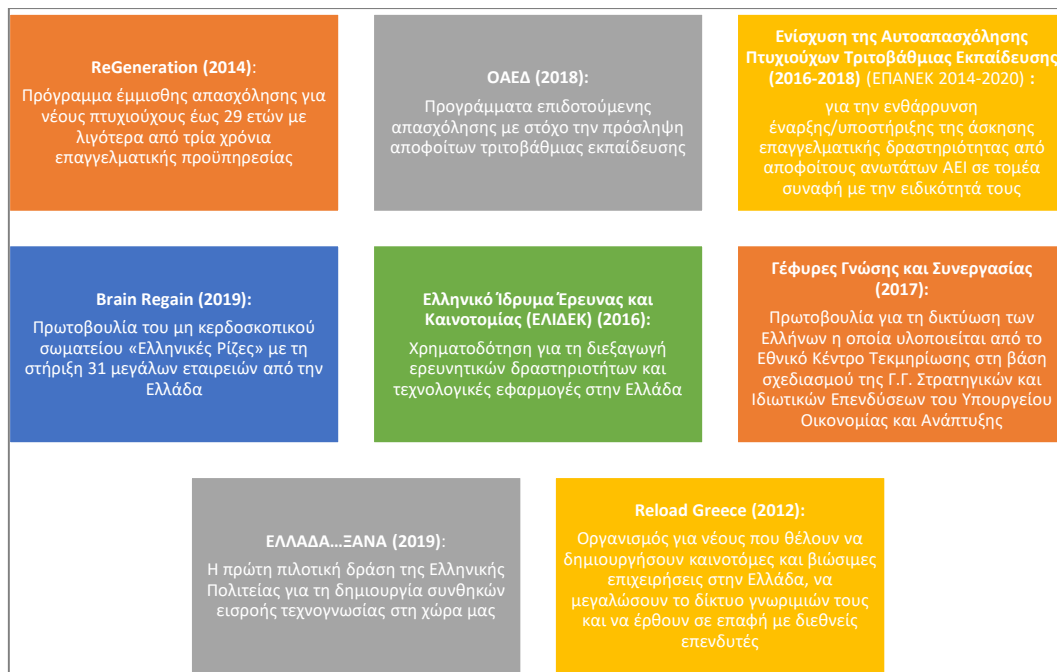 ReGeneration (2014):
Πρόγραμμα έμμισθης απασχόλησης για
νέους πτυχιούχους έως 29 ετών με
λιγότερα από τρία χρόνια
επαγγελματικής προϋπηρεσίας
ΟΑΕΔ (2018):
Προγράμματα επιδοτούμενης
απασχόλησης με στόχο την πρόσληψη
αποφοίτων τριτοβάθμιας εκπαίδευσης
Ενίσχυση της Αυτοαπασχόλησης
Πτυχιούχων Τριτοβάθμιας Εκπαίδευσης
(2016-2018) (ΕΠΑΝΕΚ 2014-2020) :
για την ενθάρρυνση
έναρξης/υποστήριξης της άσκησης
επαγγελματικής δραστηριότητας από
αποφοίτους ανωτάτων ΑΕΙ σε τομέα
συναφή με την ειδικότητά τους
Brain Regain (2019):
Πρωτοβουλία του μη κερδοσκοπικού
σωματείου «Ελληνικές Ρίζες» με τη
στήριξη 31 μεγάλων εταιρειών από την
Ελλάδα
Ελληνικό Ίδρυμα Έρευνας και
Καινοτομίας (ΕΛΙΔΕΚ) (2016):
Χρηματοδότηση για τη διεξαγωγή
ερευνητικών δραστηριοτήτων και
τεχνολογικές εφαρμογές στην Ελλάδα
Γέφυρες Γνώσης και Συνεργασίας
(2017):
Πρωτοβουλία για τη δικτύωση των
Ελλήνων η οποία υλοποιείται από το
Εθνικό Κέντρο Τεκμηρίωσης στη βάση
σχεδιασμού της Γ.Γ. Στρατηγικών και
Ιδιωτικών Επενδύσεων του Υπουργείου
Οικονομίας και Ανάπτυξης
ΕΛΛΑΔΑ...ΞΑΝΑ (2019):
Η πρώτη πιλοτική δράση της Ελληνικής
Πολιτείας για τη δημιουργία συνθηκών
εισροής τεχνογνωσίας στη χώρα μας
Reload Greece (2012):
Οργανισμός για νέους που θέλουν να
δημιουργήσουν καινοτόμες και βιώσιμες
επιχειρήσεις στην Ελλάδα, να
μεγαλώσουν το δίκτυο γνωριμιών τους
και να έρθουν σε επαφή με διεθνείς
επενδυτές